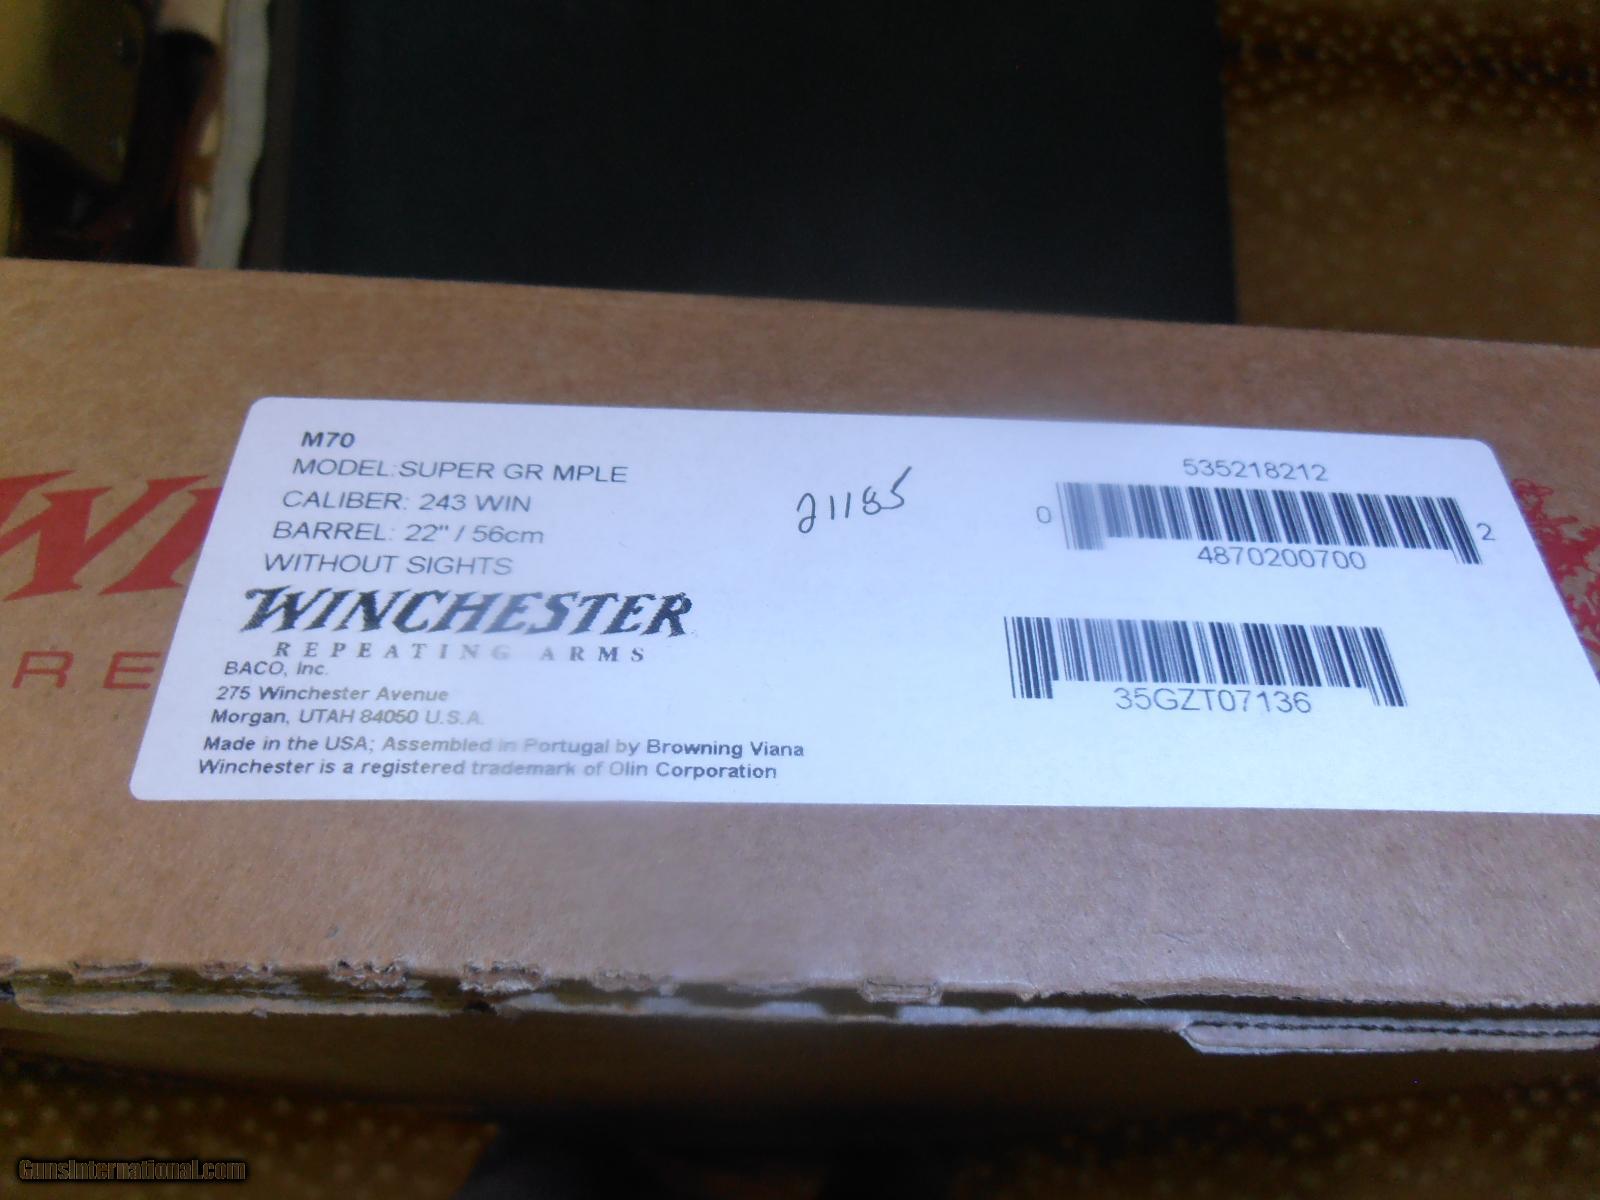 M70
MODEL:SUPER GR MPLE
CALIBER: 243 WIN
BARREL: 22" / 56cm
WITHOUT SIGHTS
WINCHESTER
REPEATING ARMS
BACO, Inc.
275 Winchester Avenue
Morgan, UTAH 84050 U.S.A.
Made in the USA; Assembled in Portugal by Browning Viana
Winchester is a registered trademark of Olin Corporation
21185
535218212
0 4870200700 2
35GZT07136
WI
RE
GunsInternational.com